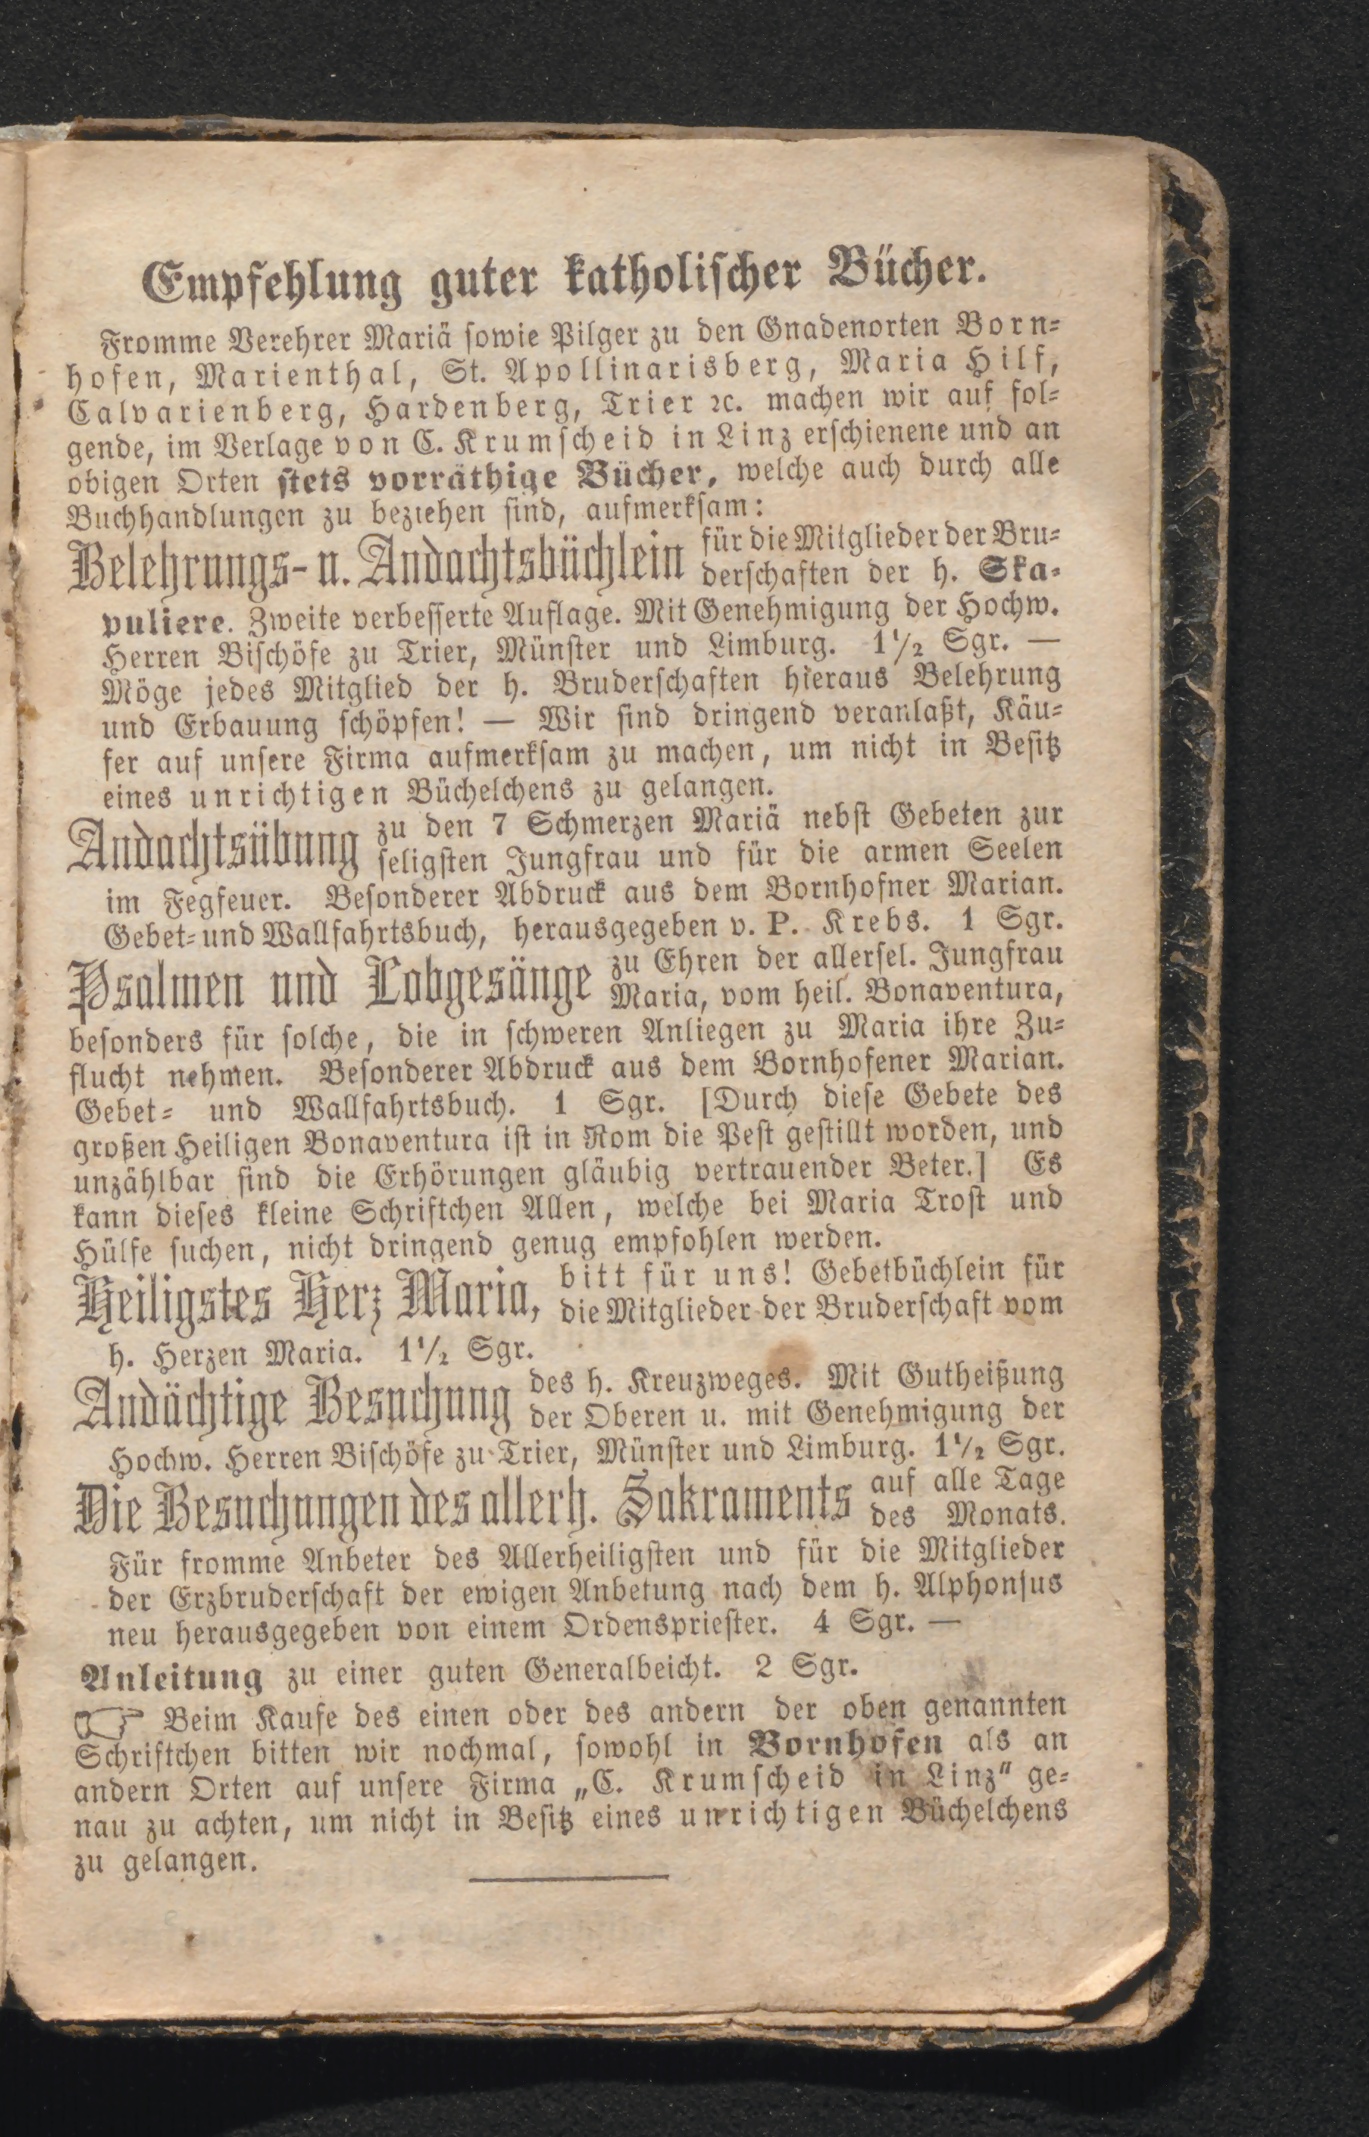 Empfehlung guter katholischer Bücher.
Fromme Verehrer Mariä sowie Pilger zu den Gnadenorten Born-
hofen, Marienthal, St. Apollinarisberg, Maria Hilf,
Calvarienberg, Hardenberg, Trier ꝛc. machen wir auf fol-
gende, im Verlage von C. Krumscheid in Linz erschienene und an
obigen Orten stets vorräthige Bücher, welche auch durch alle
Buchhandlungen zu beziehen sind, aufmerksam:
Belehrungs- u. Andachtsbüchlein für die Mitglieder der Bru-
derschaften der h. Ska-
puliere. Zweite verbesserte Auflage. Mit Genehmigung der Hochw.
Herren Bischöfe zu Trier, Münster und Limburg. 1½ Sgr. —
Möge jedes Mitglied der h. Bruderschaften hieraus Belehrung
und Erbauung schöpfen! — Wir sind dringend veranlaßt, Käu-
fer auf unsere Firma aufmerksam zu machen, um nicht in Besitz
eines unrichtigen Büchelchens zu gelangen.
Andachtsübung zu den 7 Schmerzen Mariä nebst Gebeten zur
seligsten Jungfrau und für die armen Seelen
im Fegfeuer. Besonderer Abdruck aus dem Bornhofner Marian.
Gebet- und Wallfahrtsbuch, herausgegeben v. P. Krebs. 1 Sgr.
Psalmen und Lobgesänge zu Ehren der allersel. Jungfrau
Maria, vom heil. Bonaventura,
besonders für solche, die in schweren Anliegen zu Maria ihre Zu-
flucht nehmen. Besonderer Abdruck aus dem Bornhofener Marian.
Gebet- und Wallfahrtsbuch. 1 Sgr. [Durch diese Gebete des
großen Heiligen Bonaventura ist in Rom die Pest gestillt worden, und
unzählbar sind die Erhörungen gläubig vertrauender Beter.] Es
kann dieses kleine Schriftchen Allen, welche bei Maria Trost und
Hülfe suchen, nicht dringend genug empfohlen werden.
Heiligstes Herz Maria, bitt für uns! Gebetbüchlein für
die Mitglieder der Bruderschaft vom
h. Herzen Maria. 1½ Sgr.
Andächtige Besuchung des h. Kreuzweges. Mit Gutheißung
der Oberen u. mit Genehmigung der
Hochw. Herren Bischöfe zu Trier, Münster und Limburg. 1½ Sgr.
Die Besuchungen des allerh. Sakraments auf alle Tage
des Monats.
Für fromme Anbeter des Allerheiligsten und für die Mitglieder
der Erzbruderschaft der ewigen Anbetung nach dem h. Alphonsus
neu herausgegeben von einem Ordenspriester. 4 Sgr. —
Anleitung zu einer guten Generalbeicht. 2 Sgr.
☞ Beim Kaufe des einen oder des andern der oben genannten
Schriftchen bitten wir nochmal, sowohl in Bornhofen als an
andern Orten auf unsere Firma „C. Krumscheid in Linz“ ge-
nau zu achten, um nicht in Besitz eines unrichtigen Büchelchens
zu gelangen.